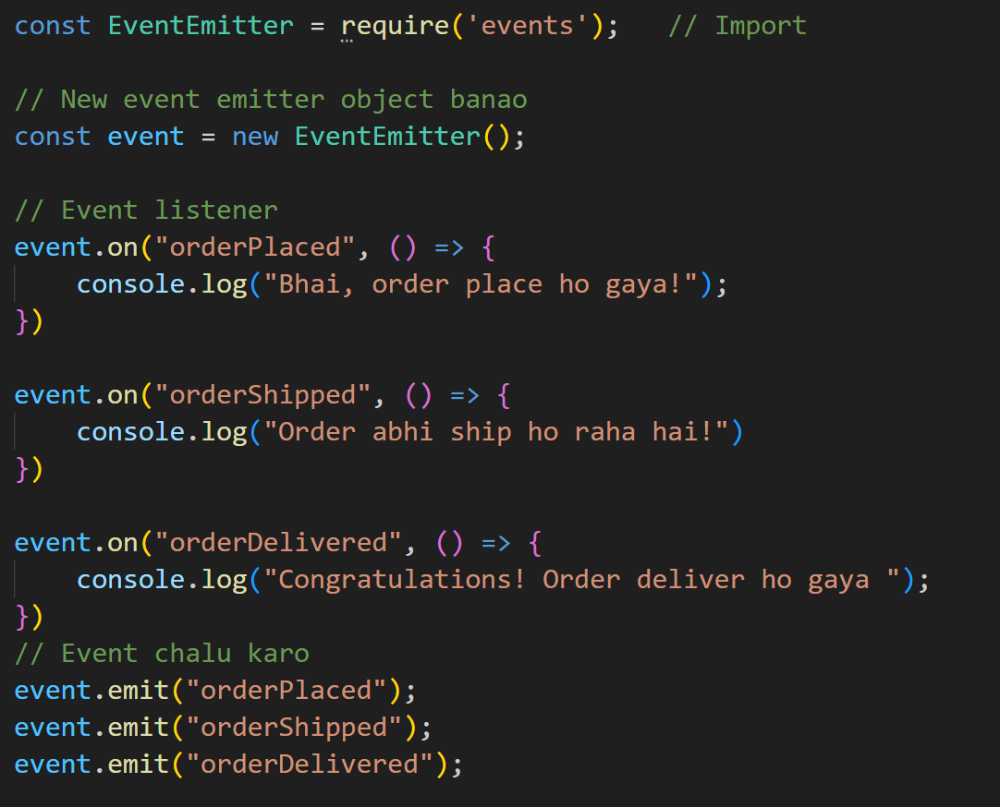 const EventEmitter = require('events');   // Import
// New event emitter object banao
const event = new EventEmitter();
// Event listener
event.on("orderPlaced", () => {
    console.log("Bhai, order place ho gaya!");
})
event.on("orderShipped", () => {
    console.log("Order abhi ship ho raha hai!")
})
event.on("orderDelivered", () => {
    console.log("Congratulations! Order deliver ho gaya ");
})
// Event chalu karo
event.emit("orderPlaced");
event.emit("orderShipped");
event.emit("orderDelivered");